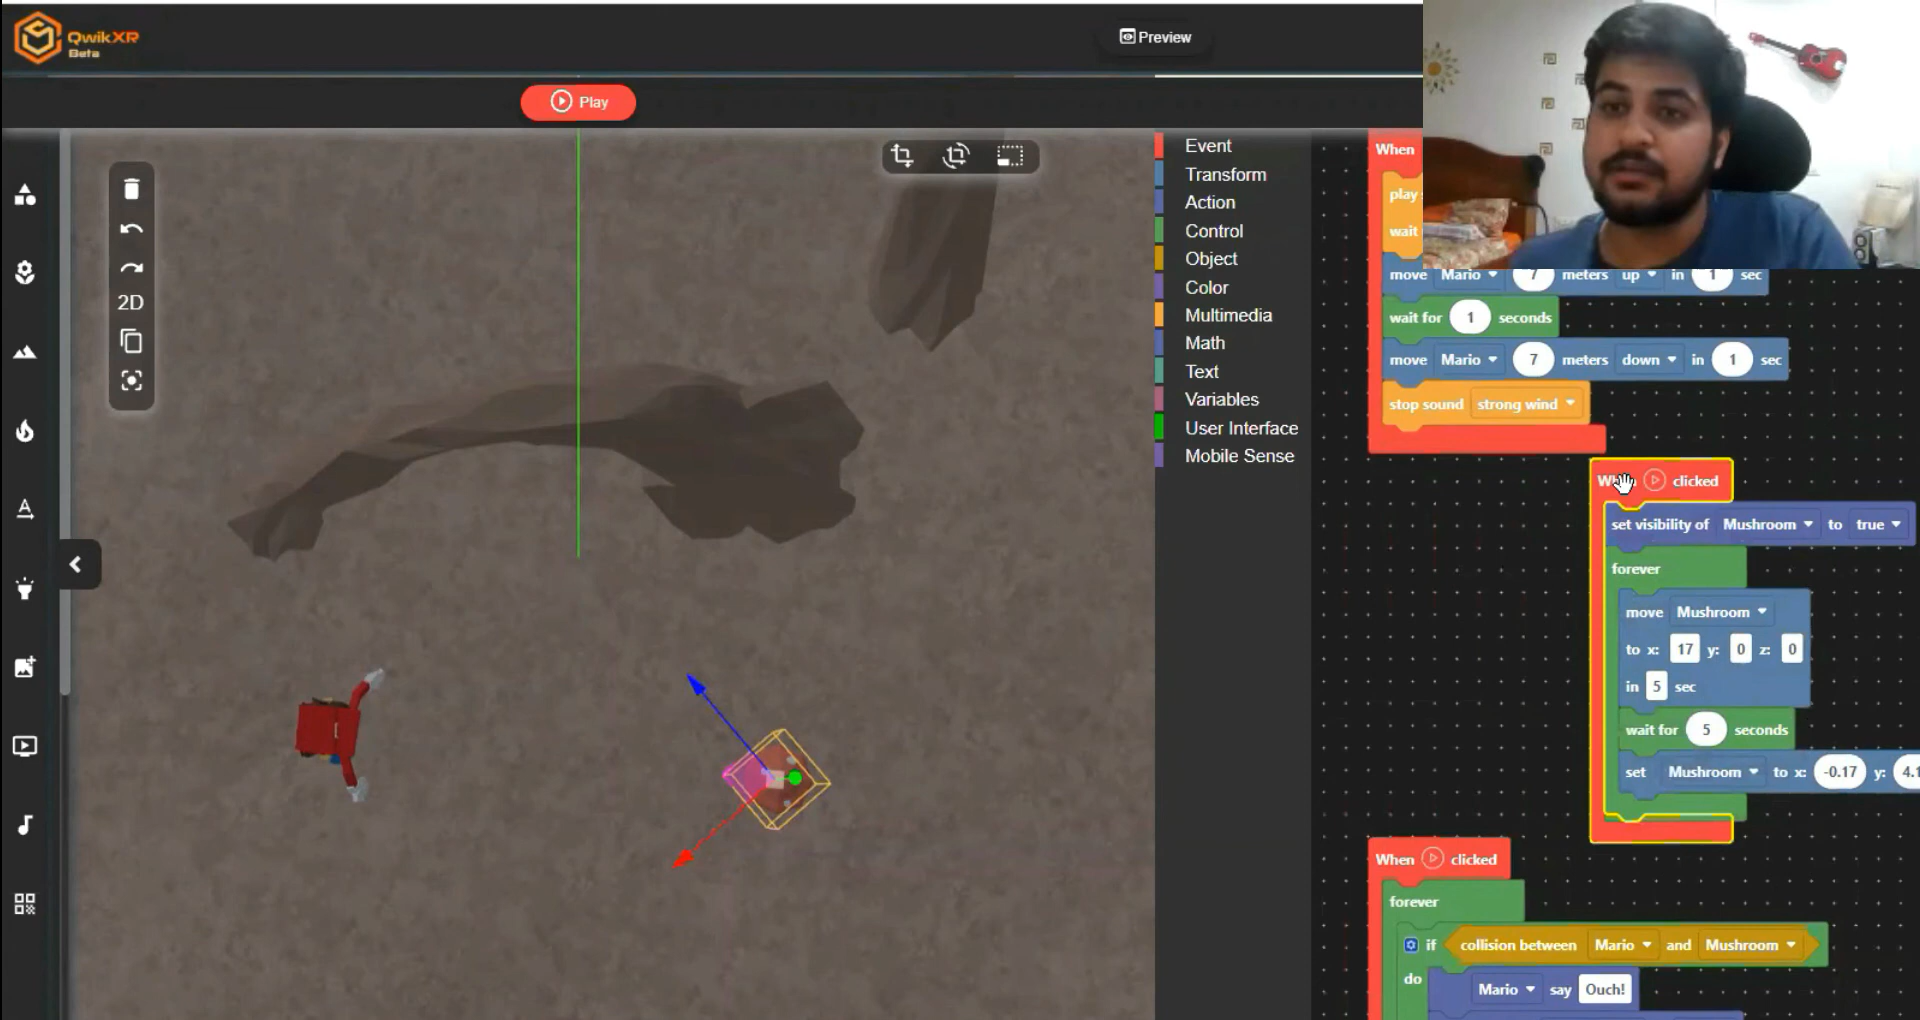 QwikXR
Beta
Preview
Play
2D
Event
Transform
Action
Control
Object
Color
Multimedia
Math
Text
Variables
User Interface
Mobile Sense
When
play
wait
move Mario 7 meters up in 1 sec
wait for 1 seconds
move Mario 7 meters down in 1 sec
stop sound strong wind
When clicked
set visibility of Mushroom to true
forever
move Mushroom
to x: 17 y: 0 z: 0
in 5 sec
wait for 5 seconds
set Mushroom to x: -0.17 y: 4.1
When clicked
forever
if collision between Mario and Mushroom
do
Mario say Ouch!